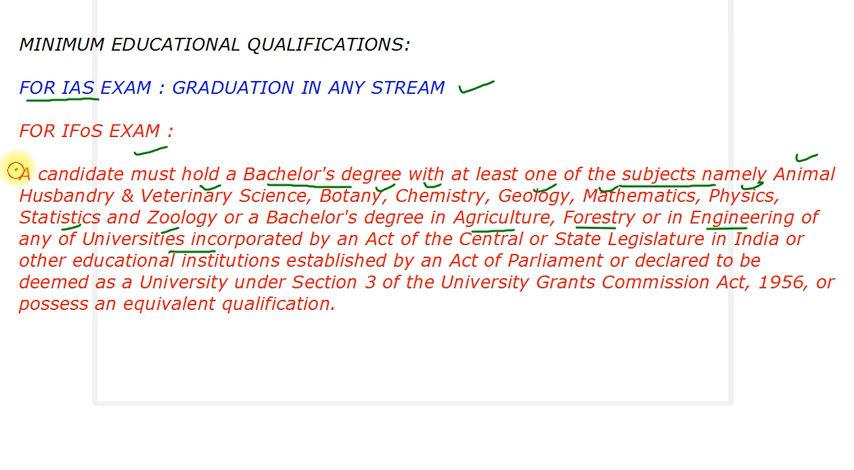 MINIMUM EDUCATIONAL QUALIFICATIONS:
FOR IAS EXAM : GRADUATION IN ANY STREAM
FOR IFoS EXAM :
A candidate must hold a Bachelor's degree with at least one of the subjects namely Animal
Husbandry & Veterinary Science, Botany, Chemistry, Geology, Mathematics, Physics,
Statistics and Zoology or a Bachelor's degree in Agriculture, Forestry or in Engineering of
any of Universities incorporated by an Act of the Central or State Legislature in India or
other educational institutions established by an Act of Parliament or declared to be
deemed as a University under Section 3 of the University Grants Commission Act, 1956, or
possess an equivalent qualification.